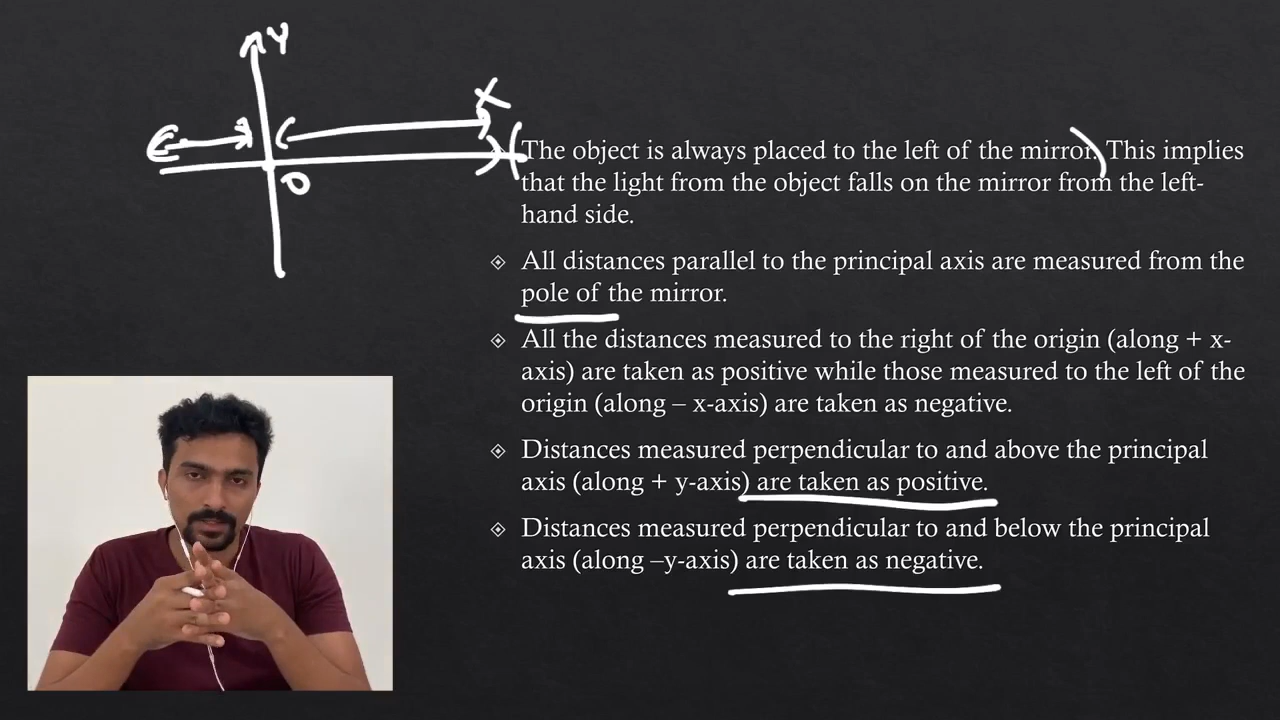 Y
X
O
The object is always placed to the left of the mirror. This implies
that the light from the object falls on the mirror from the left-
hand side.
All distances parallel to the principal axis are measured from the
pole of the mirror.
All the distances measured to the right of the origin (along + x-
axis) are taken as positive while those measured to the left of the
origin (along – x-axis) are taken as negative.
Distances measured perpendicular to and above the principal
axis (along + y-axis) are taken as positive.
Distances measured perpendicular to and below the principal
axis (along –y-axis) are taken as negative.